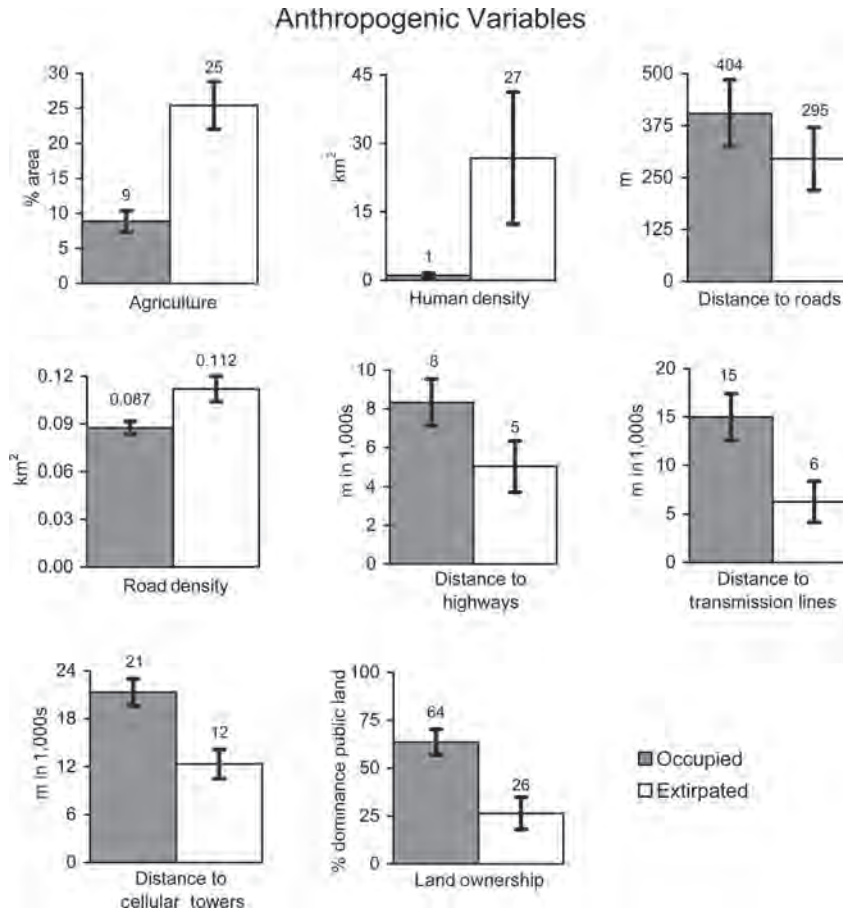 Anthropogenic Variables
30
25
20
15
10
5
0
% area
9
25
Agriculture
45
30
15
0
km²
1
27
Human density
500
375
250
125
0
m
404
295
Distance to roads
0.12
0.09
0.06
0.03
0.00
km²
0.087
0.112
Road density
10
8
6
4
2
0
m in 1,000s
8
5
Distance to
highways
20
15
10
5
0
m in 1,000s
15
6
Distance to
transmission lines
24
18
12
6
0
m in 1,000s
21
12
Distance to
cellular towers
100
75
50
25
0
% dominance public land
64
26
Land ownership
Occupied
Extirpated